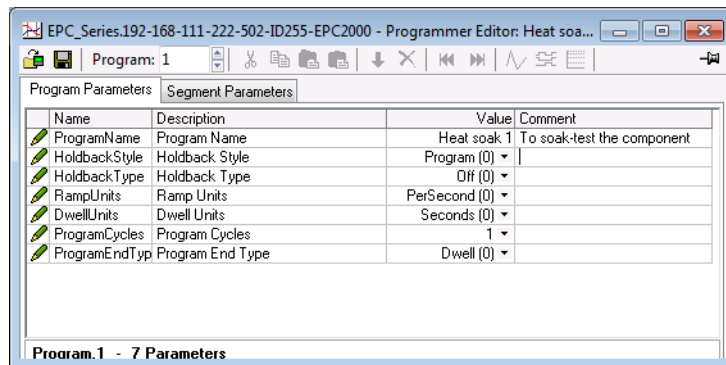 EPC_Series.192-168-111-222-502-ID255-EPC2000 - Programmer Editor: Heat soa...
Program: 1
Program Parameters Segment Parameters
Name Description Value Comment
ProgramName Program Name Heat soak 1 To soak-test the component
HoldbackStyle Holdback Style Program (0)
HoldbackType Holdback Type Off (0)
RampUnits Ramp Units PerSecond (0)
DwellUnits Dwell Units Seconds (0)
ProgramCycles Program Cycles 1
ProgramEndTyp Program End Type Dwell (0)
Program.1 - 7 Parameters